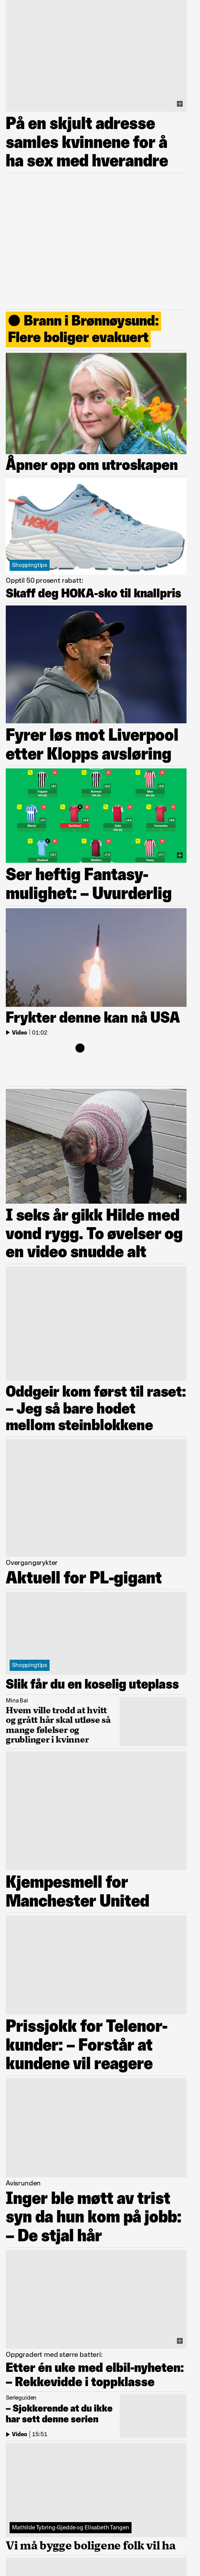 På en skjult adresse
samles kvinnene for å
ha sex med hverandre
Brann i Brønnøysund:
Flere boliger evakuert
Åpner opp om utroskapen
HOKA
Shoppingtips
Opptil 50 prosent rabatt:
Skaff deg HOKA-sko til knallpris
Fyrer løs mot Liverpool
etter Klopps avsløring
Ser heftig Fantasy-
mulighet: – Uvurderlig
Frykter denne kan nå USA
Video | 01:02
I seks år gikk Hilde med
vond rygg. To øvelser og
en video snudde alt
Oddgeir kom først til raset:
– Jeg så bare hodet
mellom steinblokkene
Overgangsrykter
Aktuell for PL-gigant
Shoppingtips
Slik får du en koselig uteplass
Mina Bai
Hvem ville trodd at hvitt
og grått hår skal utløse så
mange følelser og
grublinger i kvinner
Kjempesmell for
Manchester United
Prissjokk for Telenor-
kunder: – Forstår at
kundene vil reagere
Avisrunden
Inger ble møtt av trist
syn da hun kom på jobb:
– De stjal hår
Oppgradert med større batteri:
Etter én uke med elbil-nyheten:
– Rekkevidde i toppklasse
Serieguiden
– Sjokkerende at du ikke
har sett denne serien
Video | 15:51
Mathilde Tybring-Gjedde og Elisabeth Tangen
Vi må bygge boligene folk vil ha